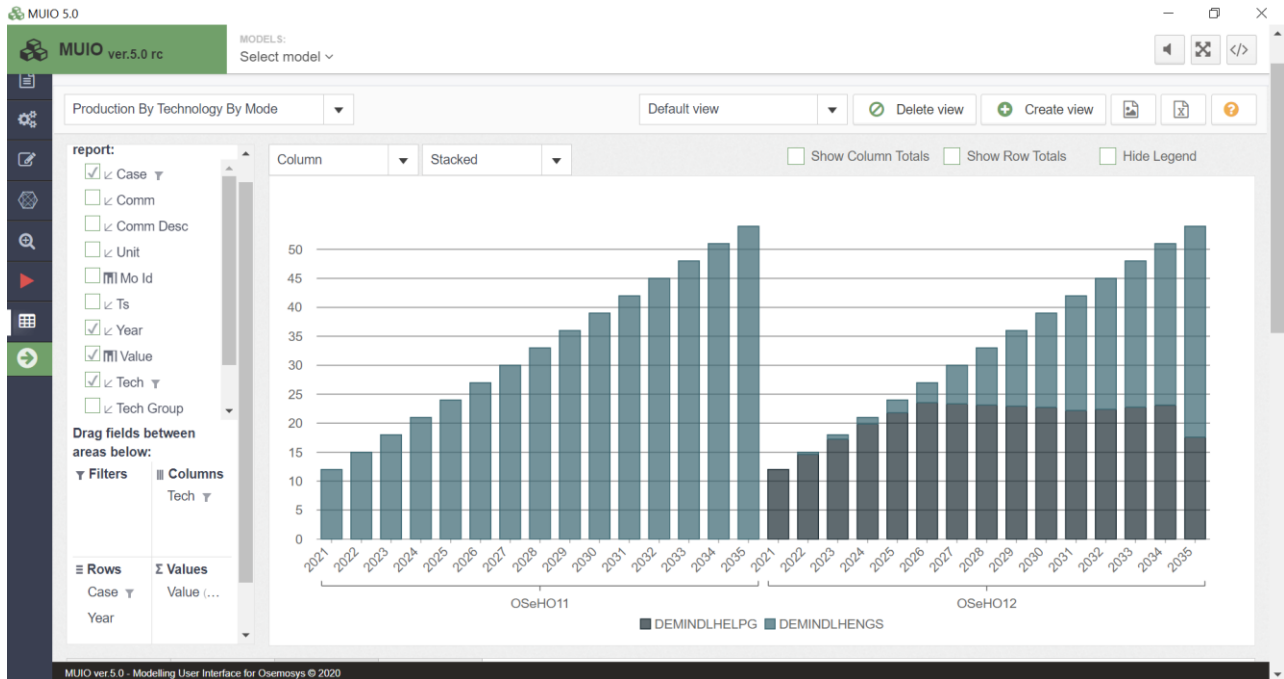 MUIO 5.0
MUIO ver.5.0 rc
MODELS:
Select model
Production By Technology By Mode
Default view
Delete view
Create view
report:
Case
Comm
Comm Desc
Unit
Mo Id
Ts
Year
Value
Tech
Tech Group
Drag fields between
areas below:
Filters
Columns
Tech
Rows
Σ Values
Case
Value (...
Year
Column
Stacked
Show Column Totals
Show Row Totals
Hide Legend
50
45
40
35
30
25
20
15
10
5
0
2021 2022 2023 2024 2025 2026 2027 2028 2029 2030 2031 2032 2033 2034 2035 2021 2022 2023 2024 2025 2026 2027 2028 2029 2030 2031 2032 2033 2034 2035
OSeHO11 OSeHO12
DEMINDLHELPG DEMINDLHENGS
MUIO ver.5.0 - Modelling User Interface for Osemosys © 2020